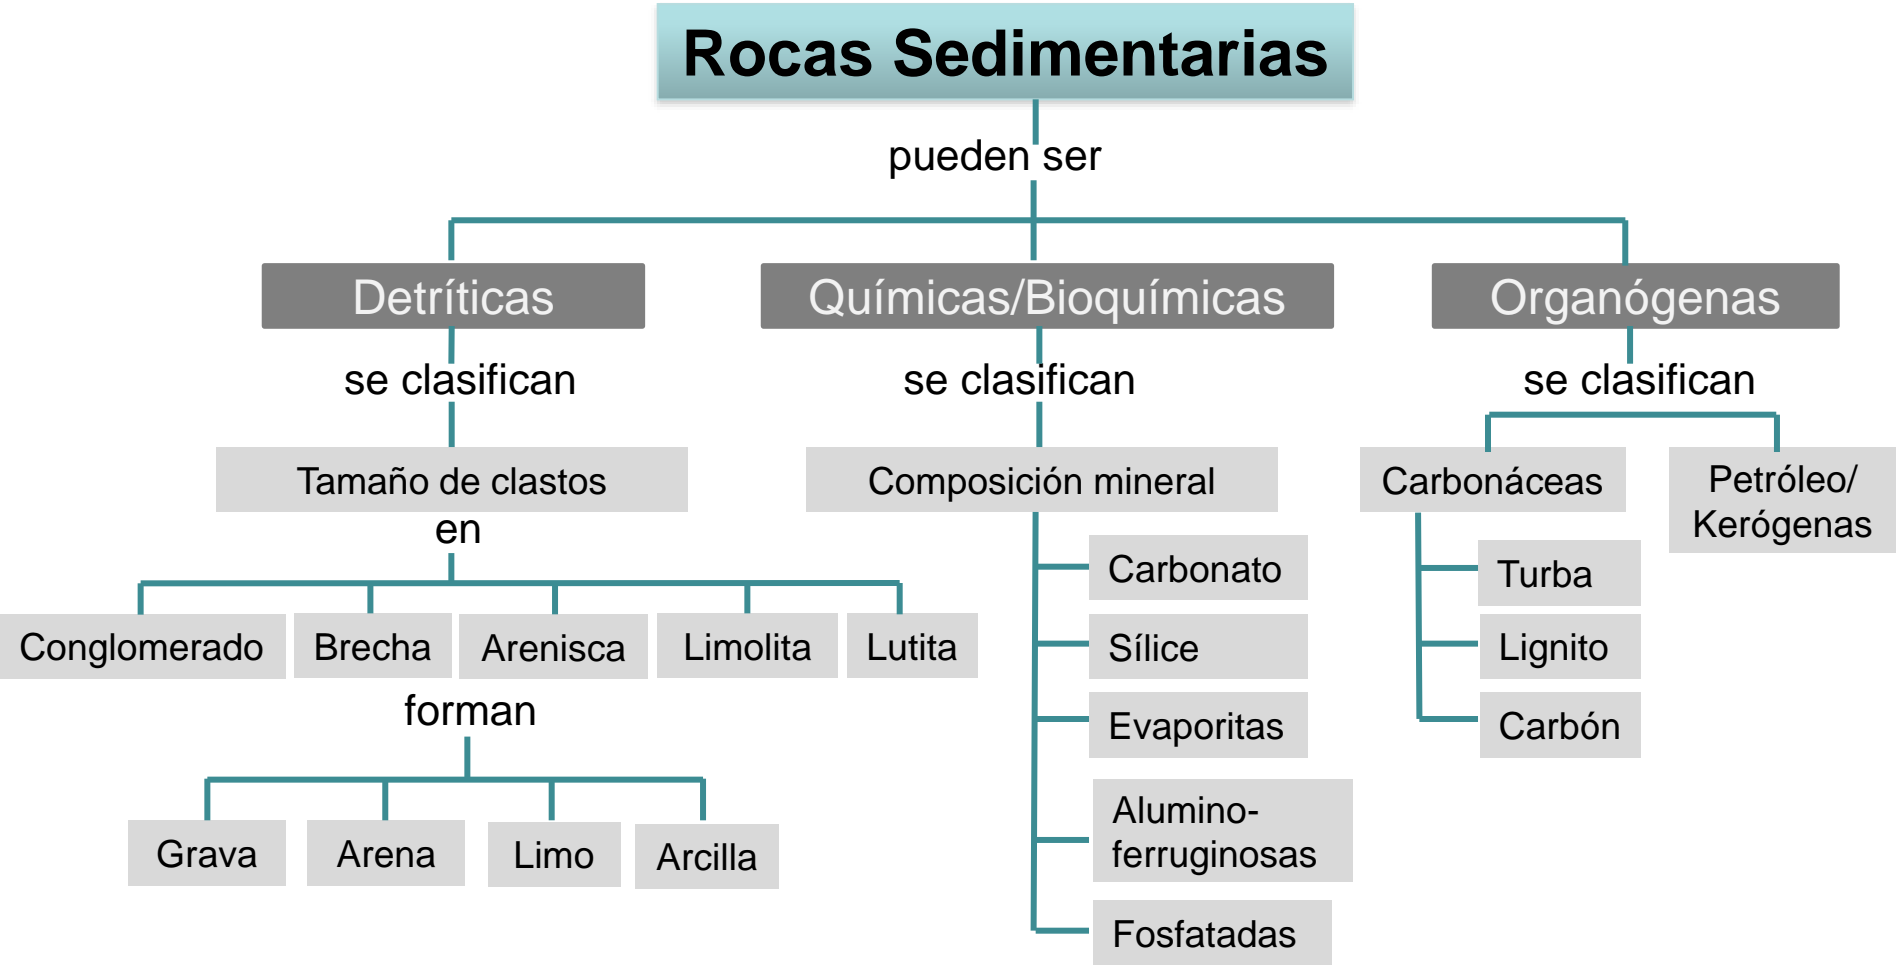 Rocas Sedimentarias
pueden ser
Detríticas
Químicas/Bioquímicas
Organógenas
se clasifican
se clasifican
se clasifican
Tamaño de clastos
Composición mineral
Carbonáceas
Petróleo/
Kerógenas
en
Conglomerado
Brecha
Arenisca
Limolita
Lutita
forman
Grava
Arena
Limo
Arcilla
Carbonato
Sílice
Evaporitas
Alumino-
ferruginosas
Fosfatadas
Turba
Lignito
Carbón